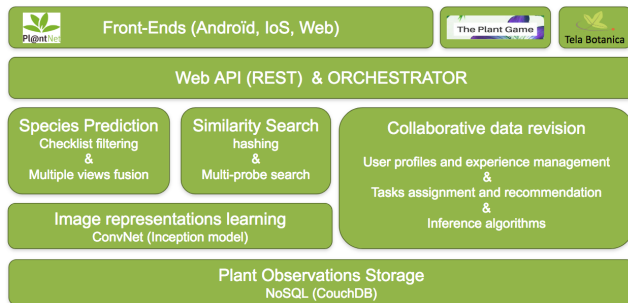 Pl@ntNet
Front-Ends (Androïd, IoS, Web)
The Plant Game
Tela Botanica
Web API (REST) & ORCHESTRATOR
Species Prediction
Checklist filtering
&
Multiple views fusion
Similarity Search
hashing
&
Multi-probe search
Collaborative data revision
User profiles and experience management
&
Tasks assignment and recommendation
&
Inference algorithms
Image representations learning
ConvNet (Inception model)
Plant Observations Storage
NoSQL (CouchDB)